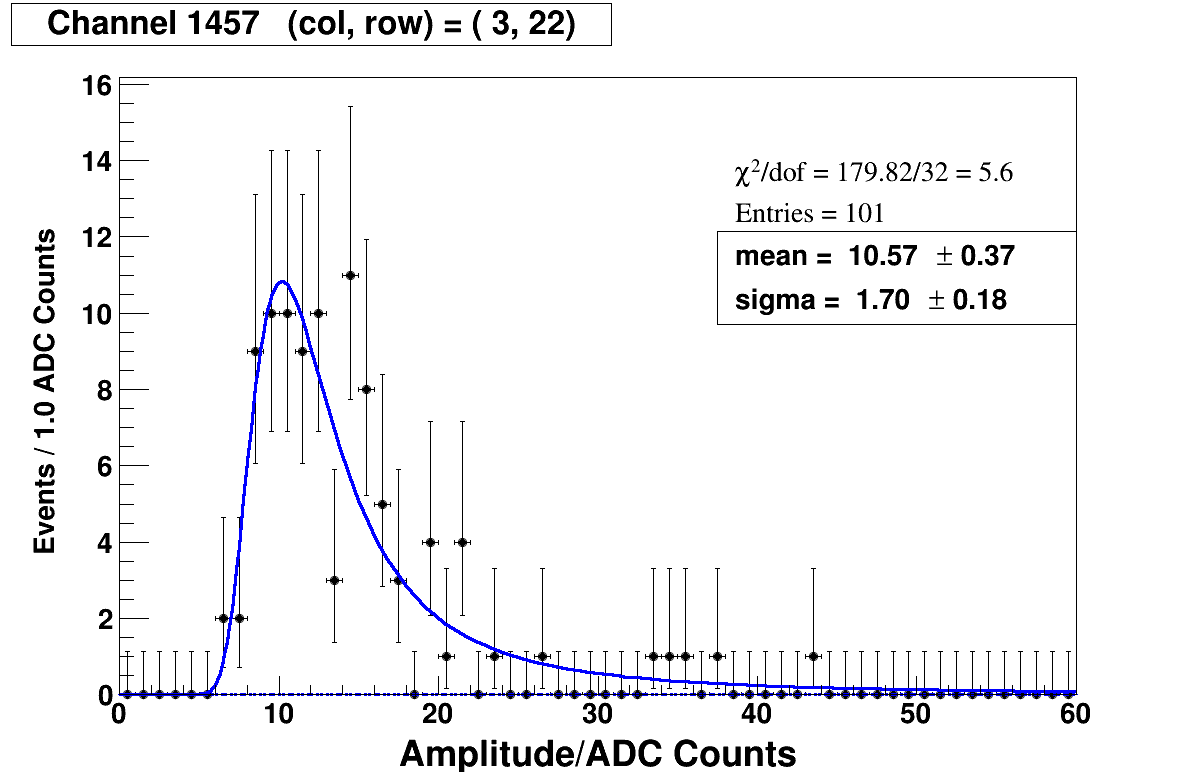 Channel 1457 (col, row) = ( 3, 22)
χ²/dof = 179.82/32 = 5.6
Entries = 101
mean = 10.57 ± 0.37
sigma = 1.70 ± 0.18
Events / 1.0 ADC Counts
16
14
12
10
8
6
4
2
0
0 10 20 30 40 50 60
Amplitude/ADC Counts